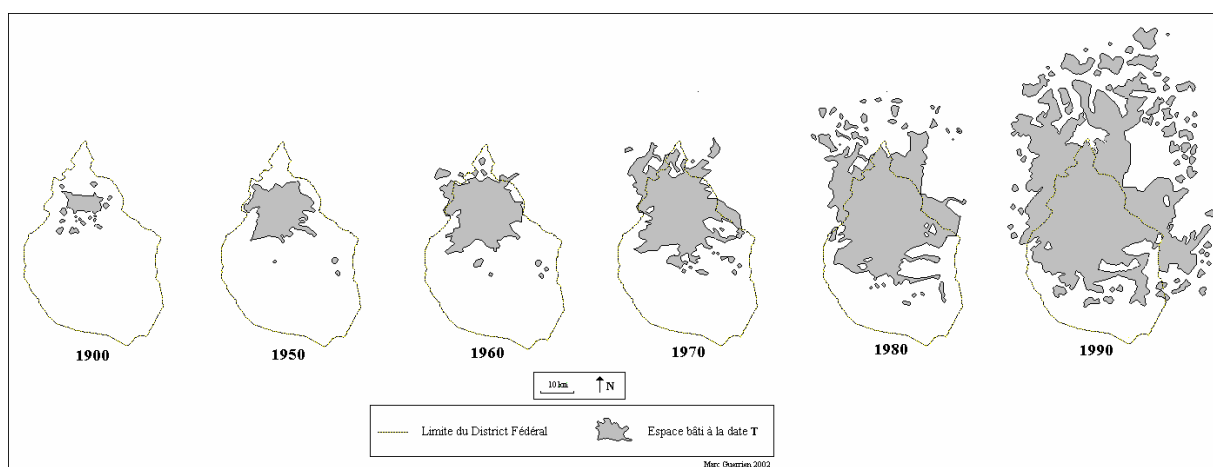 1900
1950
1960
1970
1980
1990
10 km
N
Limite du District Fédéral
Espace bâti à la date T
Marc Guerrien 2002